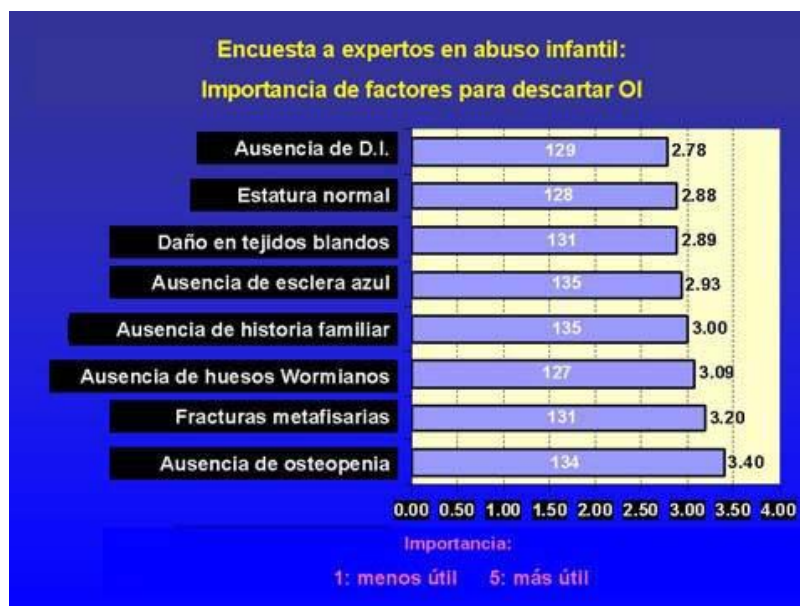 Encuesta a expertos en abuso infantil:
Importancia de factores para descartar OI
Ausencia de D.I. 129 2.78
Estatura normal 128 2.88
Daño en tejidos blandos 131 2.89
Ausencia de esclera azul 135 2.93
Ausencia de historia familiar 135 3.00
Ausencia de huesos Wormianos 127 3.09
Fracturas metafisarias 131 3.20
Ausencia de osteopenia 134 3.40
0.00 0.50 1.00 1.50 2.00 2.50 3.00 3.50 4.00
Importancia:
1: menos útil 5: más útil